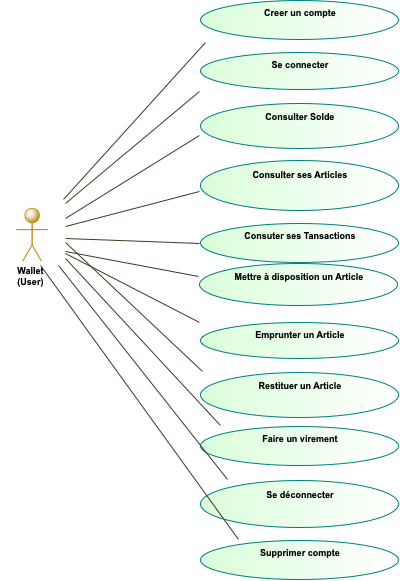 Creer un compte
Se connecter
Consulter Solde
Consulter ses Articles
Consuter ses Tansactions
Mettre à disposition un Article
Wallet
(User)
Emprunter un Article
Restituer un Article
Faire un virement
Se déconnecter
Supprimer compte